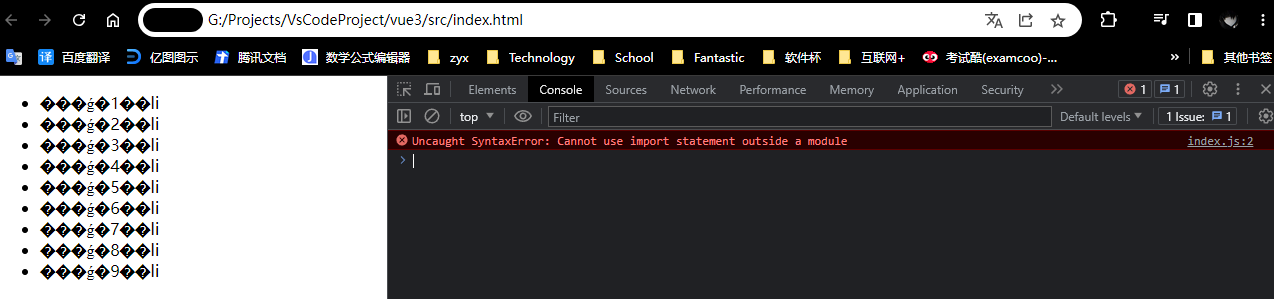 G:/Projects/VsCodeProject/vue3/src/index.html
译 百度翻译 亿图图示 腾讯文档 数学公式编辑器 zyx Technology School Fantastic 软件杯 互联网+ 考试酷(examcoo)-... » 其他书签
Elements Console Sources Network Performance Memory Application Security » 1 1
top Filter Default levels 1 Issue: 1
Uncaught SyntaxError: Cannot use import statement outside a module index.js:2
���ǵ�1��li
���ǵ�2��li
���ǵ�3��li
���ǵ�4��li
���ǵ�5��li
���ǵ�6��li
���ǵ�7��li
���ǵ�8��li
���ǵ�9��li